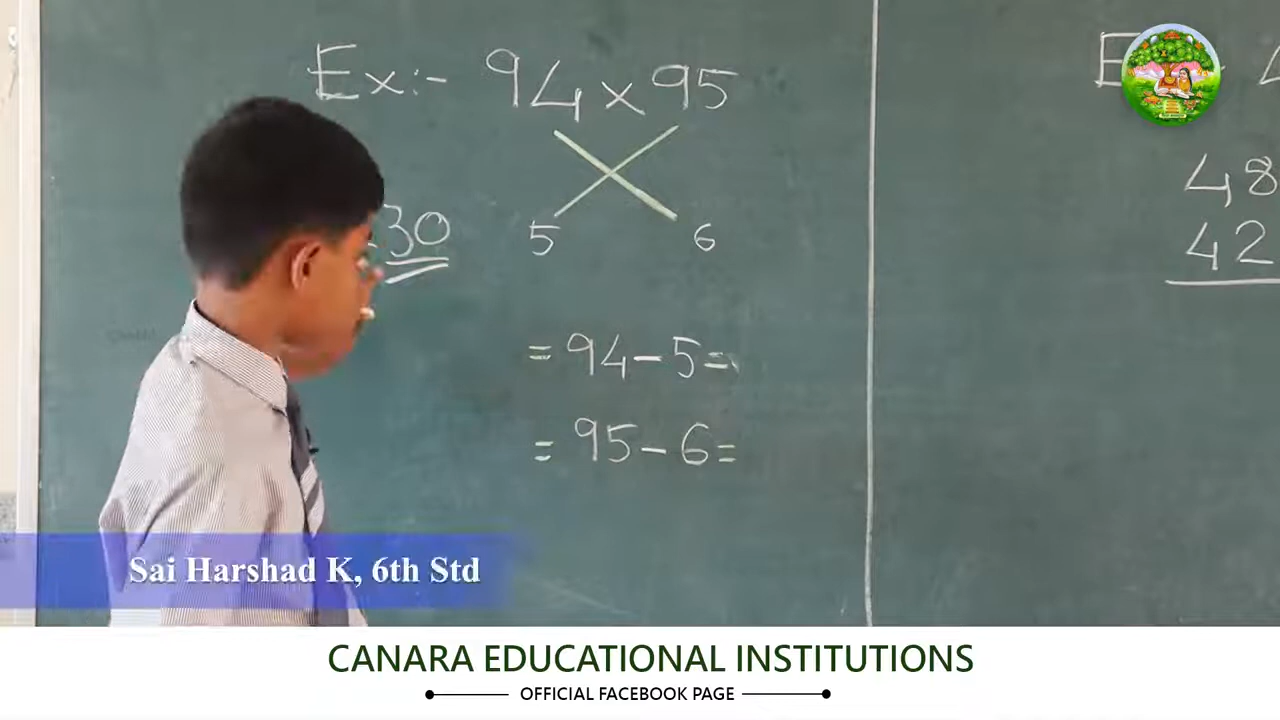 Ex:- 94 x 95
5 6
30
= 94 - 5 =
= 95 - 6 =
E 4
48
42
Sai Harshad K, 6th Std
CANARA EDUCATIONAL INSTITUTIONS
OFFICIAL FACEBOOK PAGE